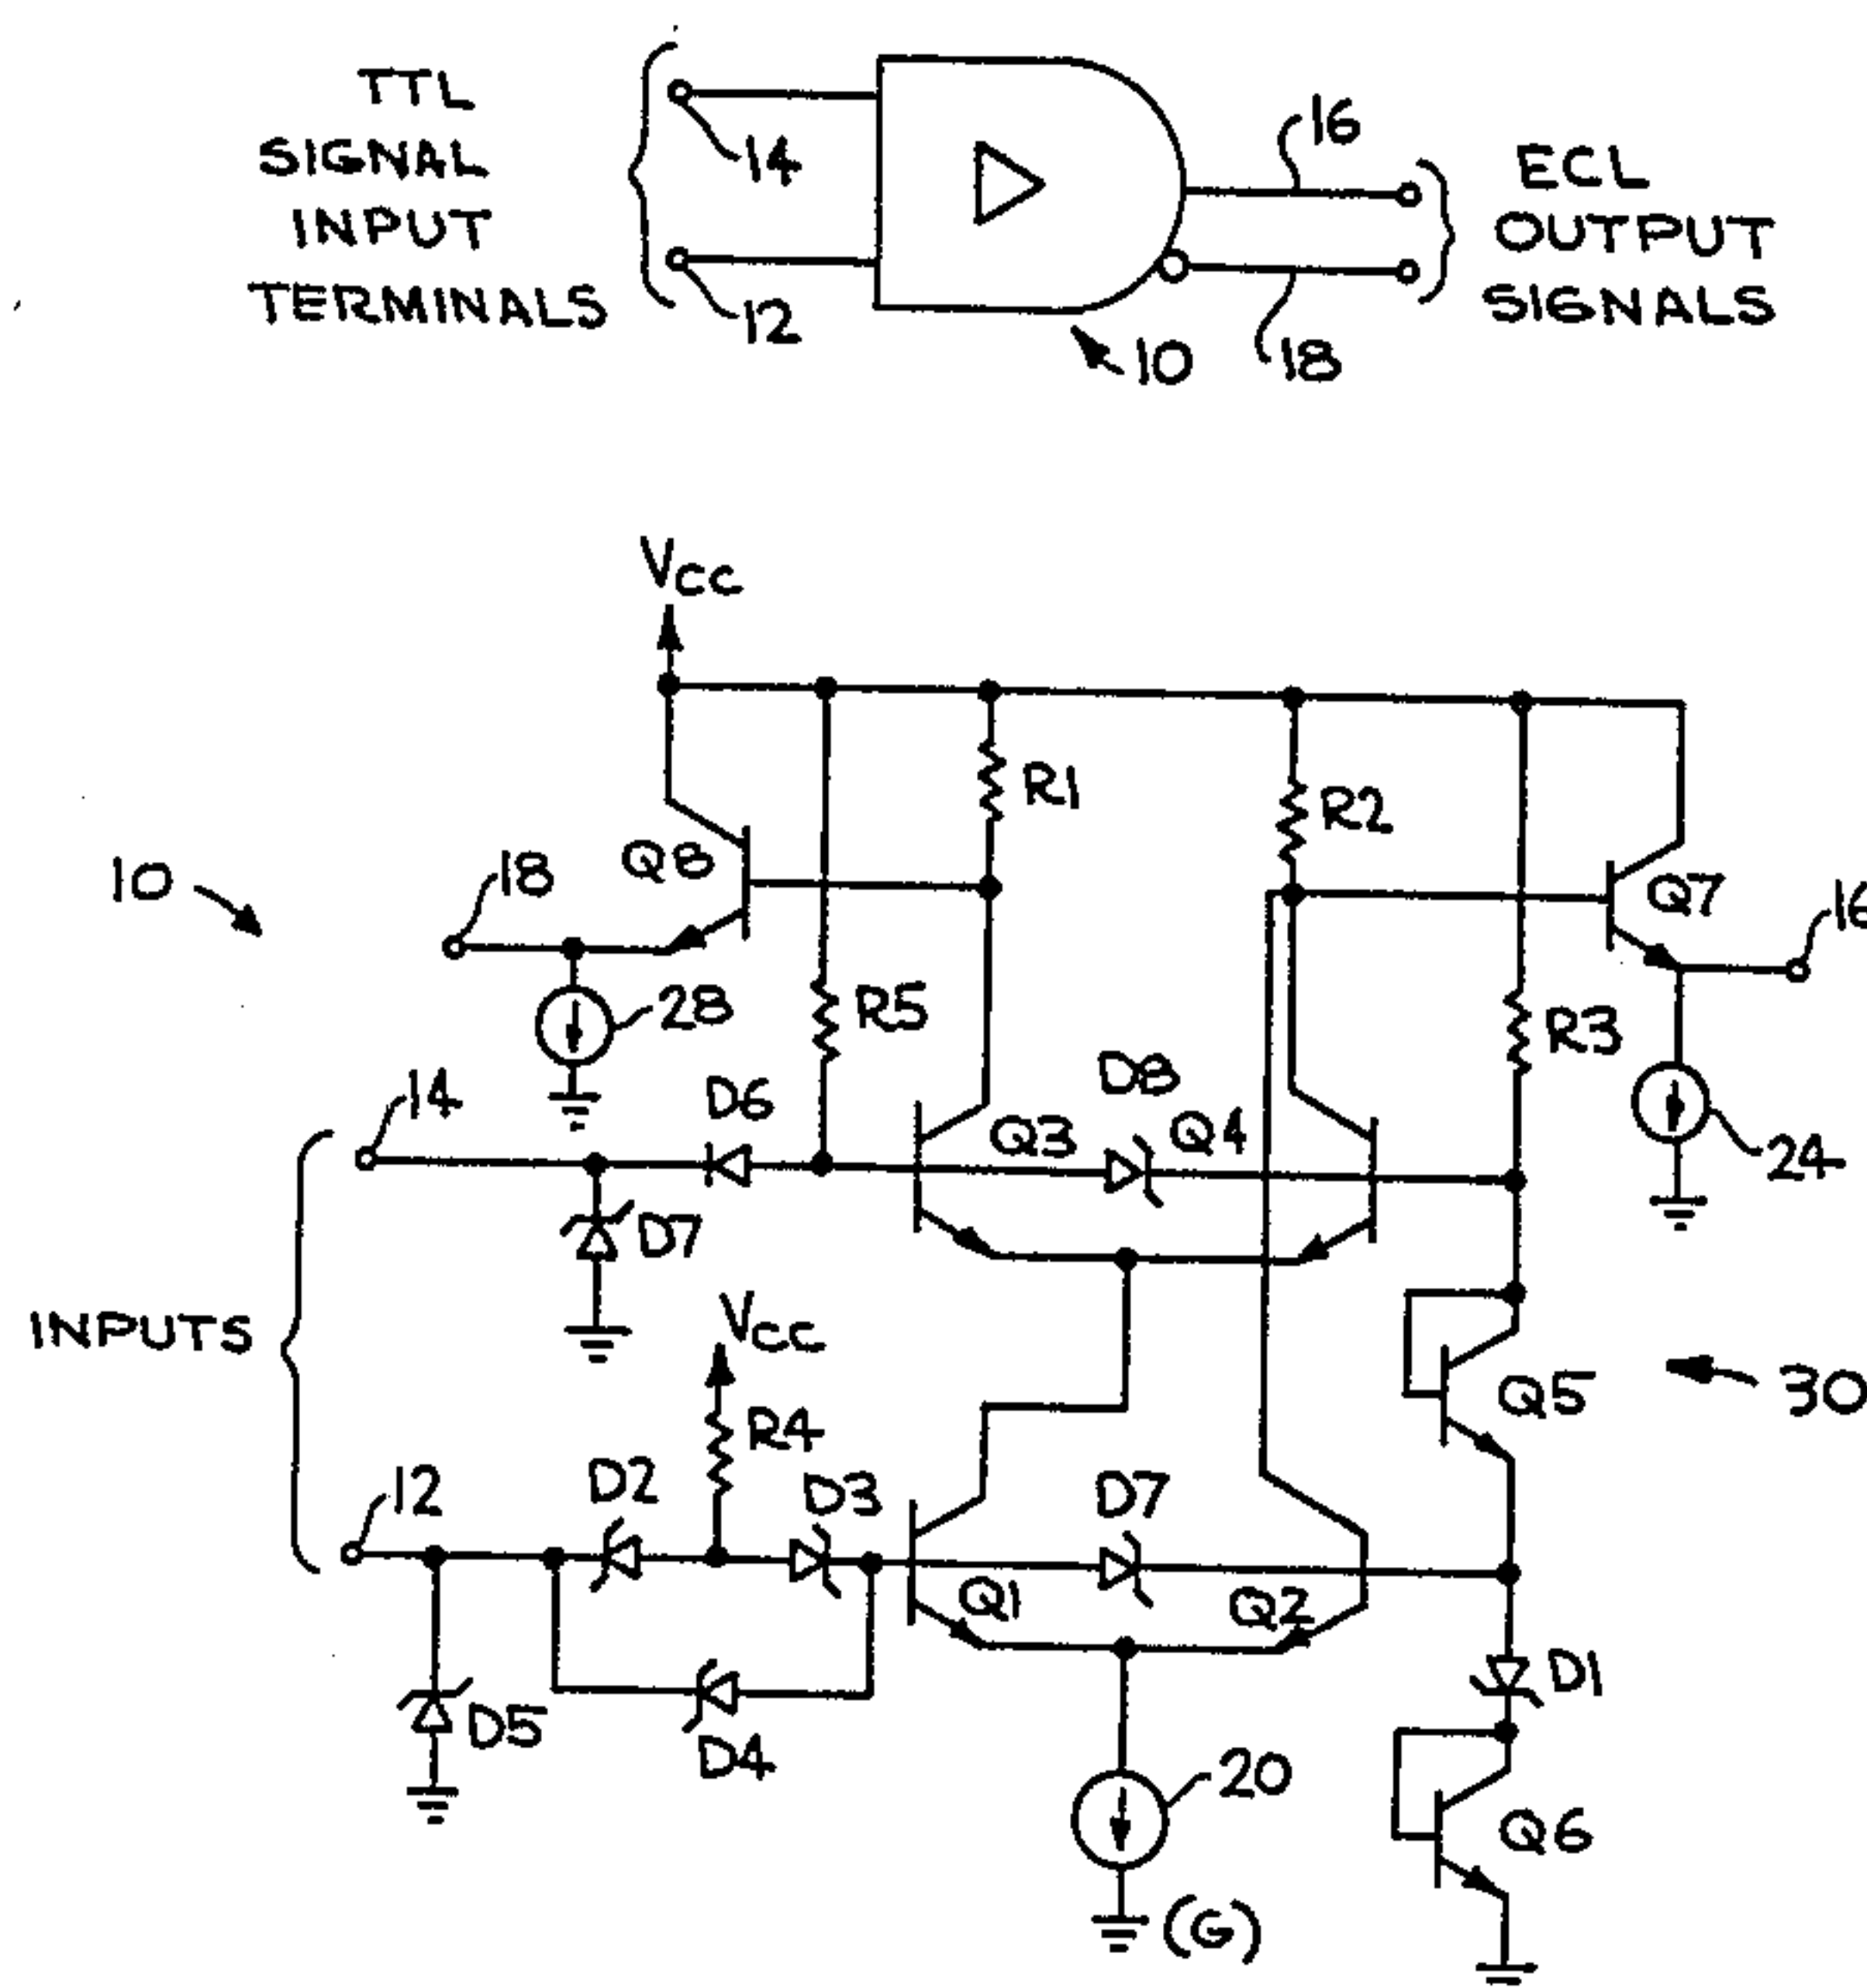 TTL
SIGNAL
INPUT
TERMINALS
14
12
10
16
18
ECL
OUTPUT
SIGNALS
VCC
R1
R2
Q8
Q7
10
18
16
28
R5
R3
14
D6
D8
Q3
Q4
24
D7
INPUTS
VCC
Q5
30
R4
12
D2
D3
D7
Q1
Q2
D5
D4
D1
20
Q6
(G)